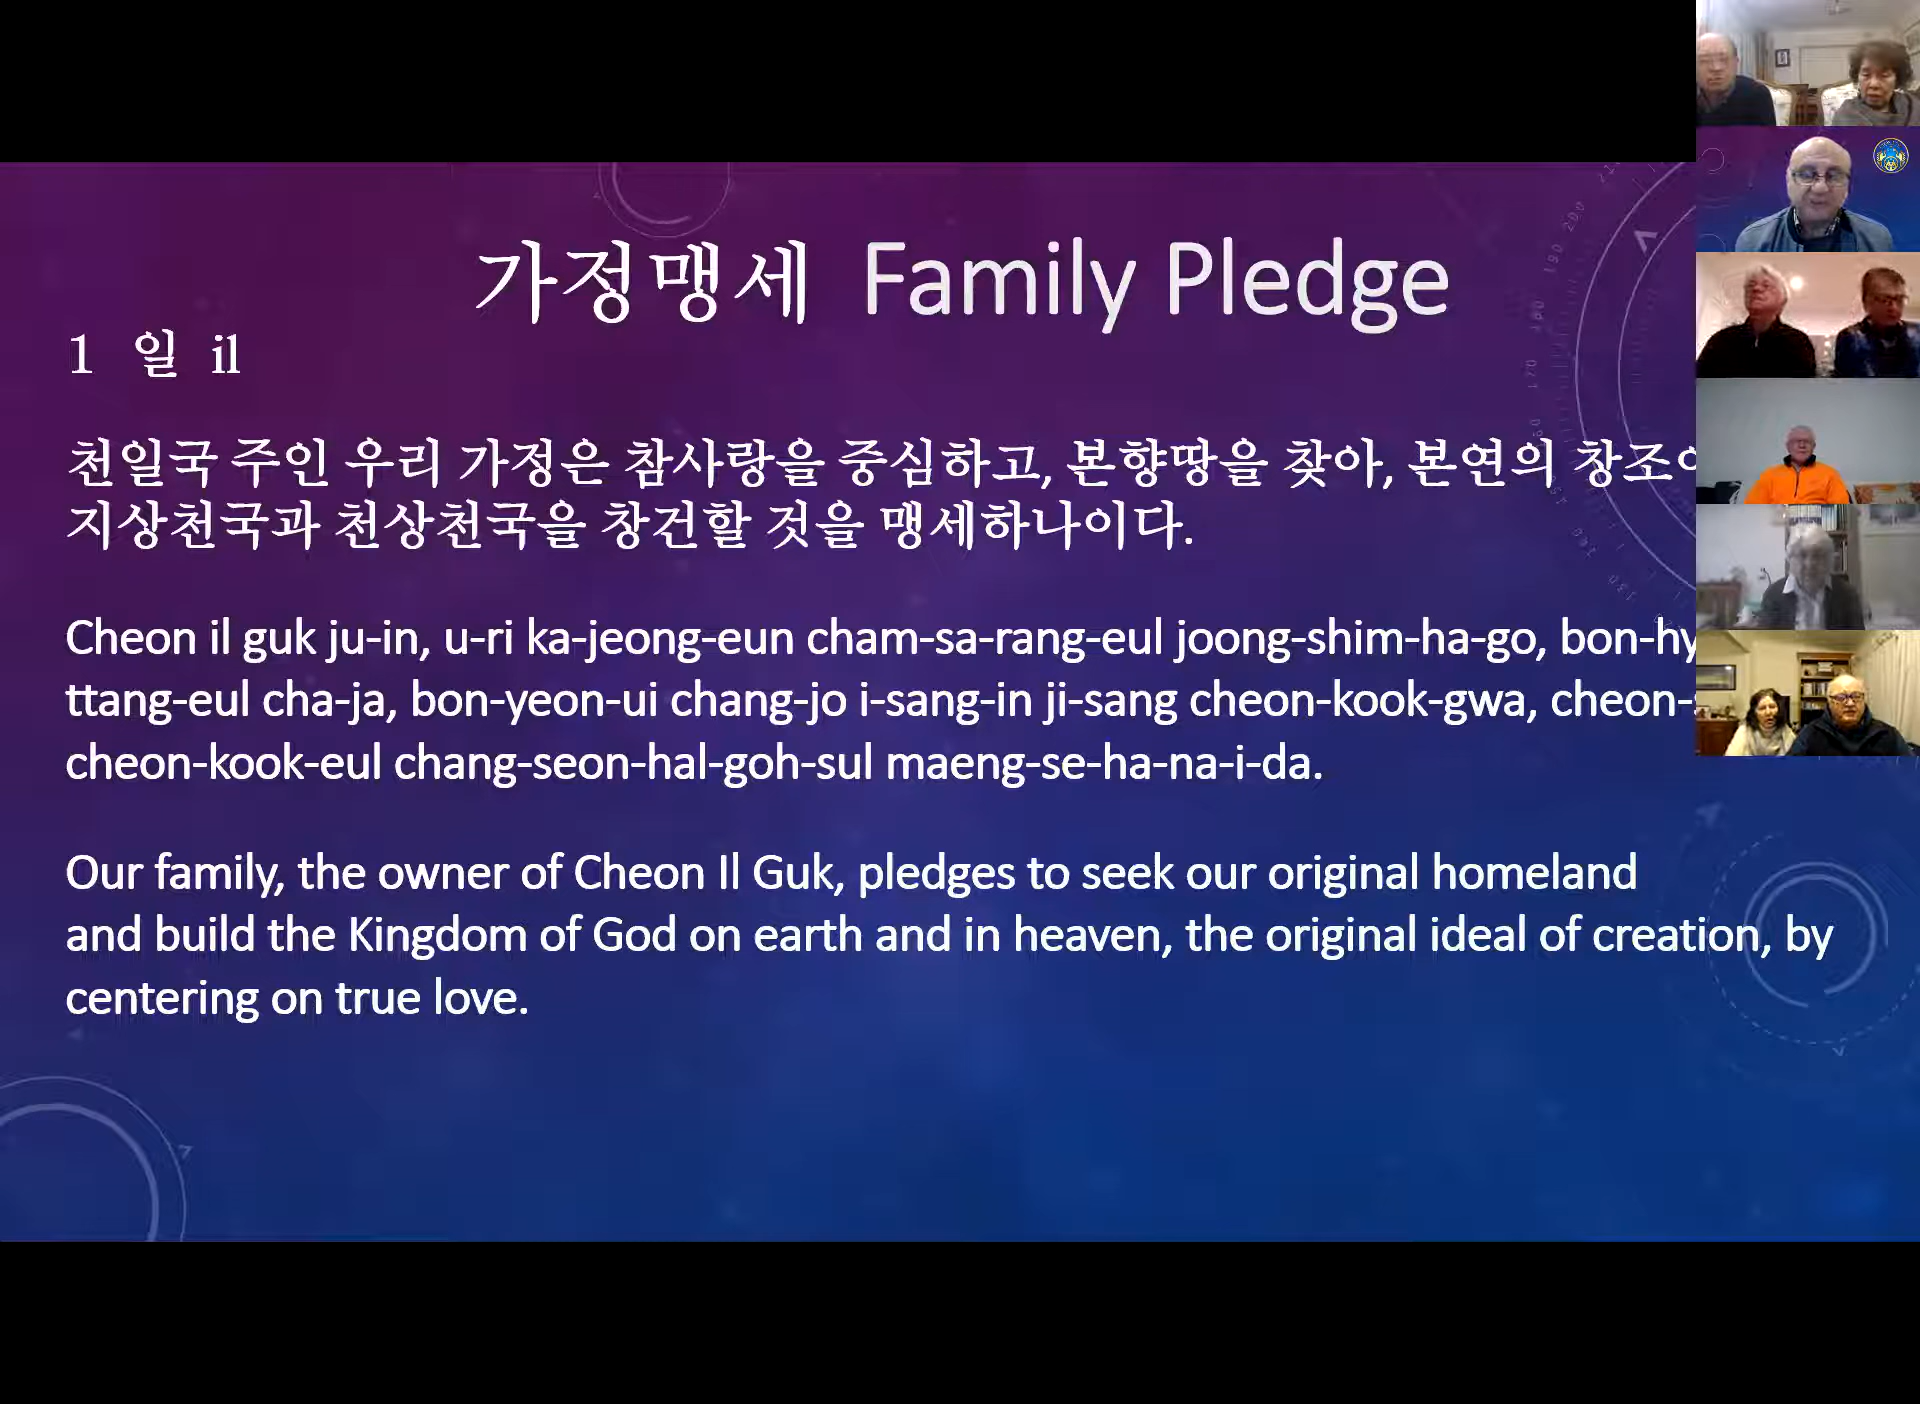 가정맹세 Family Pledge
1 일 il
천일국 주인 우리 가정은 참사랑을 중심하고, 본향땅을 찾아, 본연의 창조
지상천국과 천상천국을 창건할 것을 맹세하나이다.
Cheon il guk ju-in, u-ri ka-jeong-eun cham-sa-rang-eul joong-shim-ha-go, bon-hy
ttang-eul cha-ja, bon-yeon-ui chang-jo i-sang-in ji-sang cheon-kook-gwa, cheon-
cheon-kook-eul chang-seon-hal-goh-sul maeng-se-ha-na-i-da.
Our family, the owner of Cheon Il Guk, pledges to seek our original homeland
and build the Kingdom of God on earth and in heaven, the original ideal of creation, by
centering on true love.